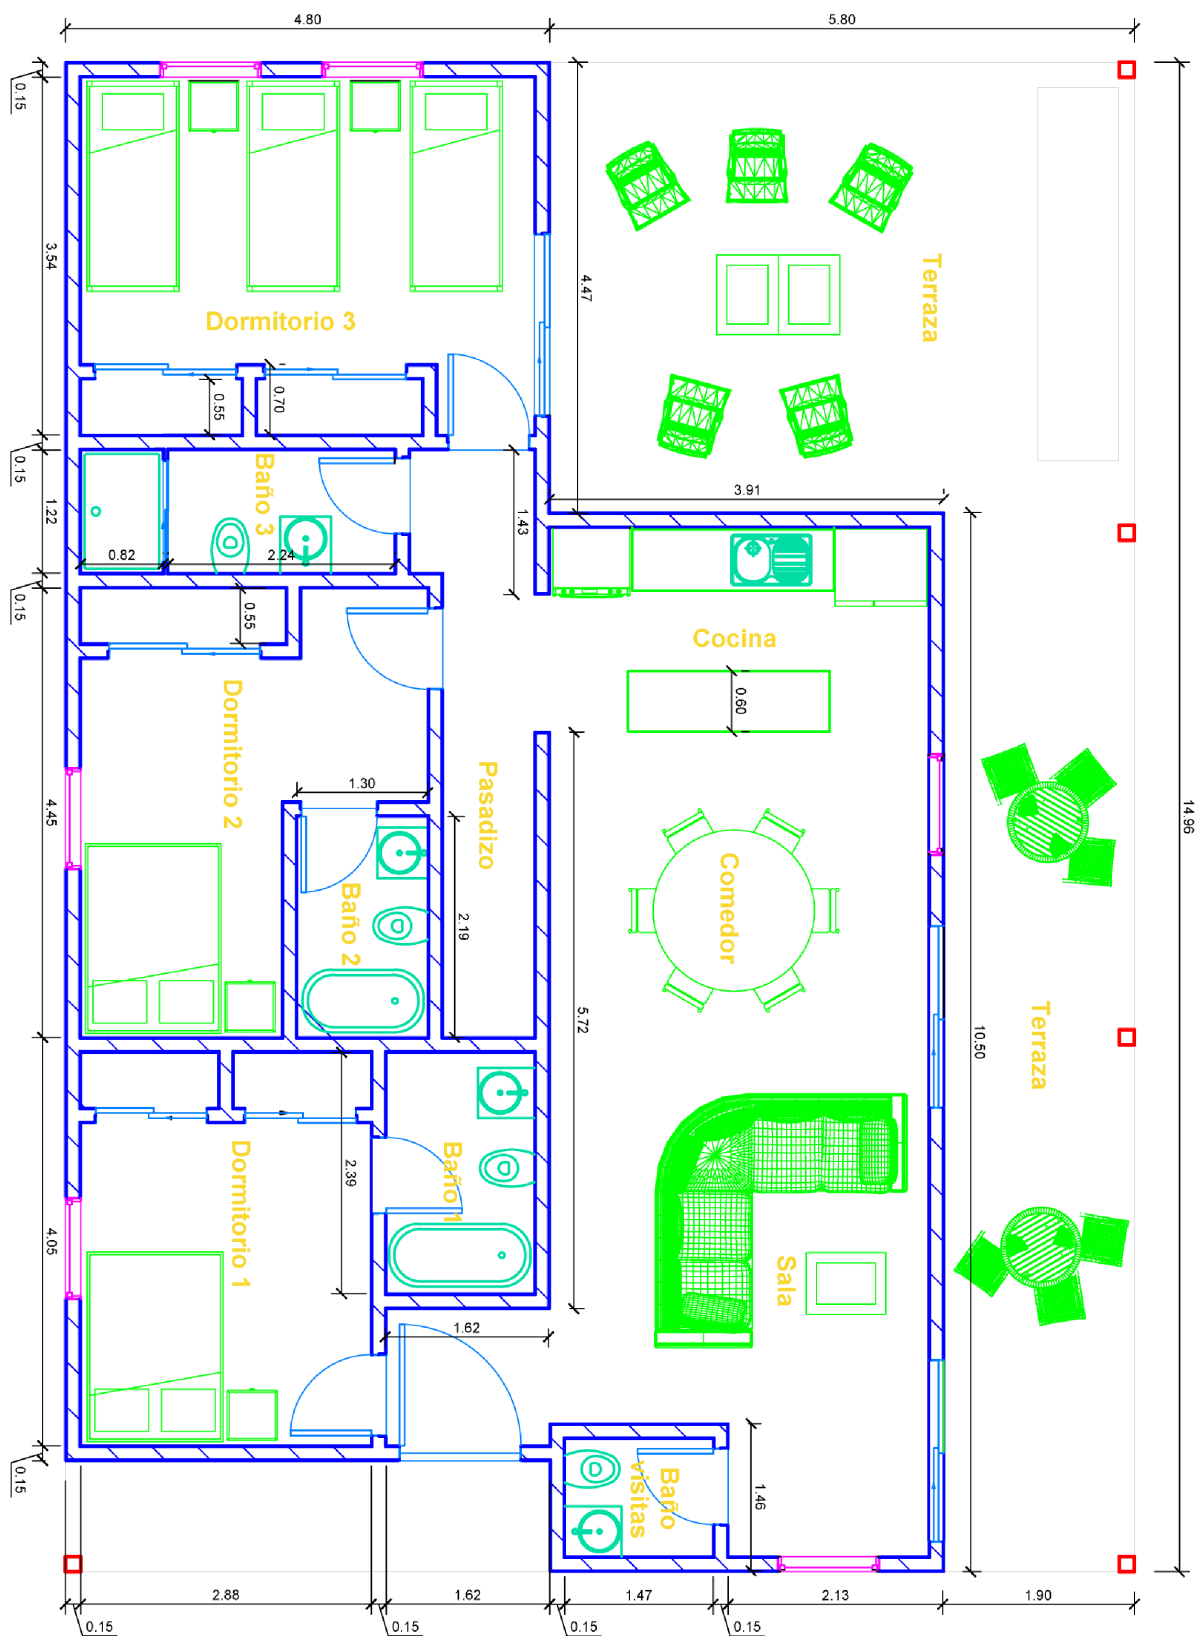 4.80
5.80
0.15
3.54
4.47
Terraza
Dormitorio 3
0.55
0.70
0.15
1.22
Baño 3
0.82
2.24
1.43
3.91
0.15
0.55
Cocina
0.60
Dormitorio 2
1.30
Pasadizo
4.45
Baño 2
2.19
Comedor
14.96
5.72
10.50
Terraza
Dormitorio 1
2.39
Baño 1
4.05
Sala
1.62
0.15
Baño
visitas
1.46
2.88
1.62
1.47
2.13
1.90
0.15
0.15
0.15
0.15